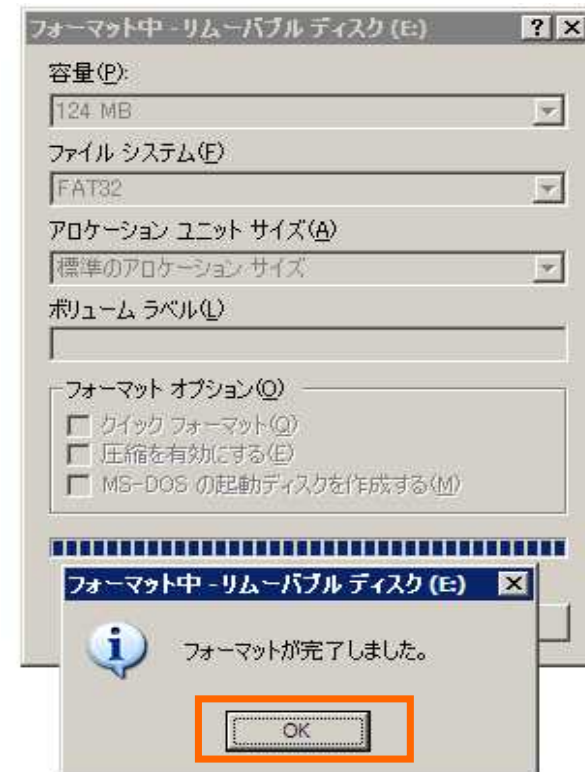 フォーマット中 - リムーバブル ディスク (E:)
容量(P):
124 MB
ファイル システム(F)
FAT32
アロケーション ユニット サイズ(A)
標準のアロケーション サイズ
ボリューム ラベル(L)
フォーマット オプション(O)
クイック フォーマット(Q)
圧縮を有効にする(E)
MS-DOS の起動ディスクを作成する(M)
フォーマット中 - リムーバブル ディスク (E:)
フォーマットが完了しました。
OK